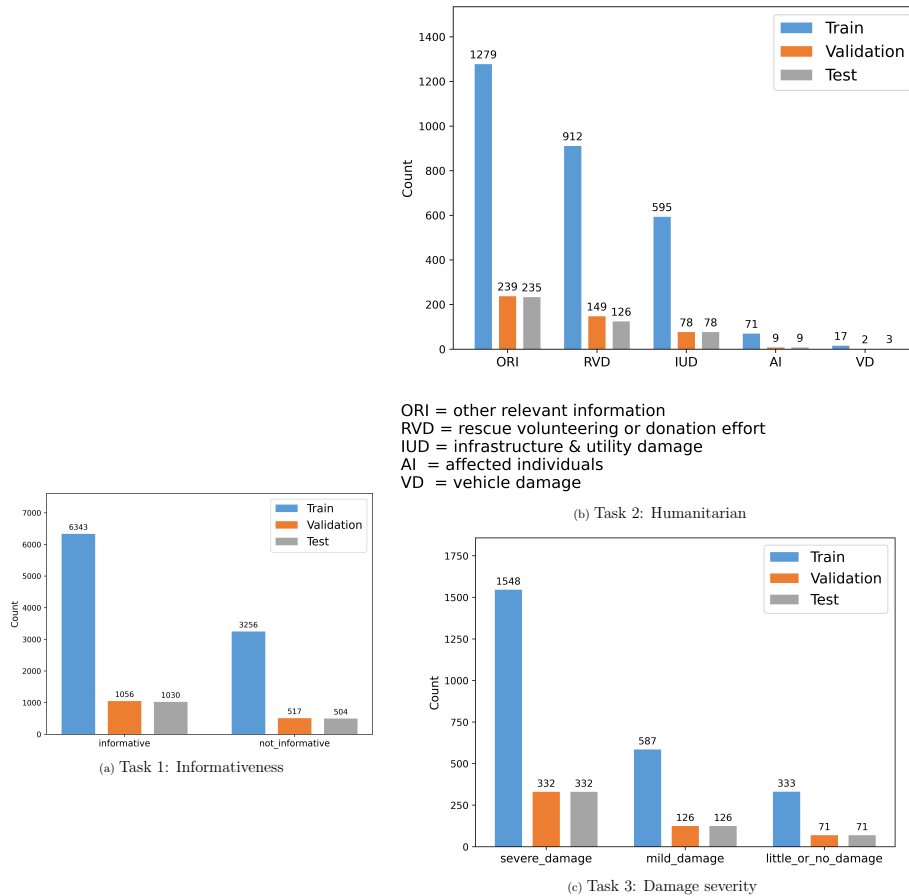 1400
1200
1000
800
600
400
200
0
Count
Train
Validation
Test
1279
239 235
912
149 126
595
78 78
71
9 9
17 2 3
ORI RVD IUD AI VD
ORI = other relevant information
RVD = rescue volunteering or donation effort
IUD = infrastructure & utility damage
AI = affected individuals
VD = vehicle damage
(b) Task 2: Humanitarian
7000
6000
5000
4000
3000
2000
1000
0
Count
Train
Validation
Test
6343
1056 1030
3256
517 504
informative not_informative
(a) Task 1: Informativeness
1750
1500
1250
1000
750
500
250
0
Count
Train
Validation
Test
1548
332 332
587
126 126
333
71 71
severe_damage mild_damage little_or_no_damage
(c) Task 3: Damage severity